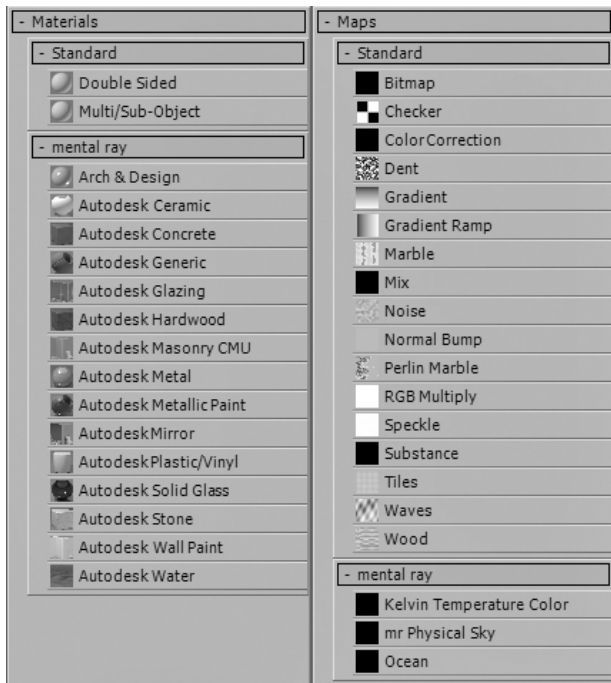 - Materials
- Standard
Double Sided
Multi/Sub-Object
- mental ray
Arch & Design
Autodesk Ceramic
Autodesk Concrete
Autodesk Generic
Autodesk Glazing
Autodesk Hardwood
Autodesk Masonry CMU
Autodesk Metal
Autodesk Metallic Paint
Autodesk Mirror
Autodesk Plastic/Vinyl
Autodesk Solid Glass
Autodesk Stone
Autodesk Wall Paint
Autodesk Water
- Maps
- Standard
Bitmap
Checker
Color Correction
Dent
Gradient
Gradient Ramp
Marble
Mix
Noise
Normal Bump
Perlin Marble
RGB Multiply
Speckle
Substance
Tiles
Waves
Wood
- mental ray
Kelvin Temperature Color
mr Physical Sky
Ocean